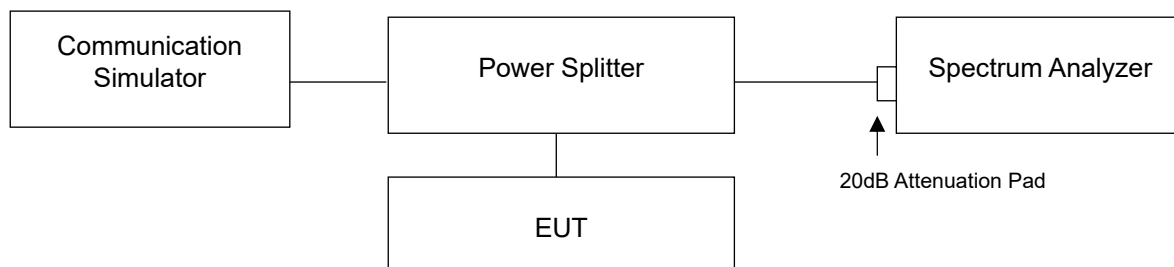 Communication
Simulator
Power Splitter
Spectrum Analyzer
20dB Attenuation Pad
EUT